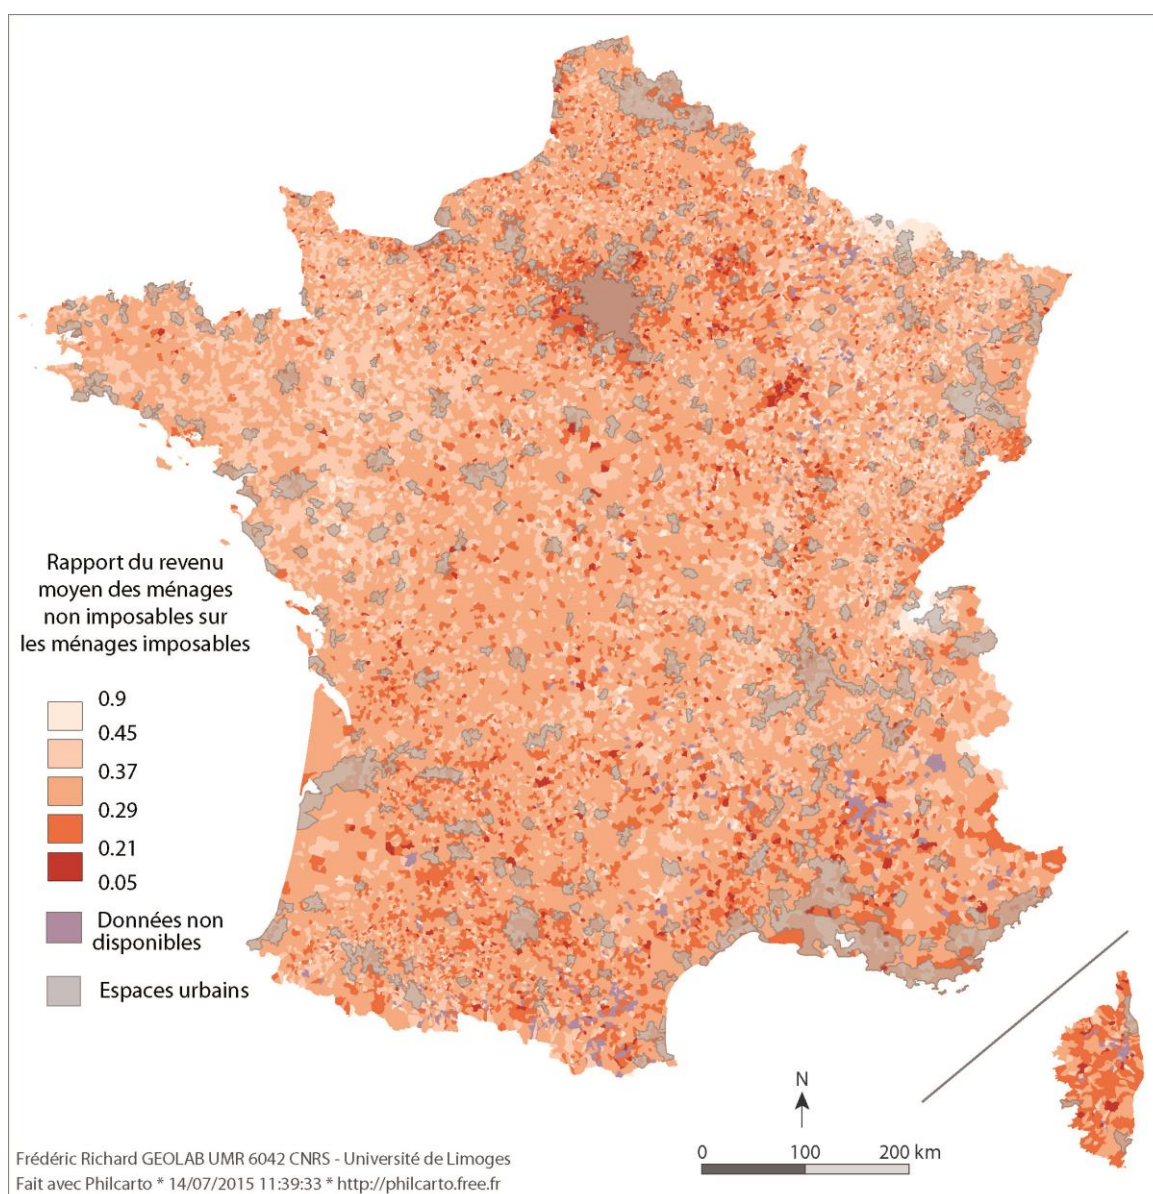 Rapport du revenu
moyen des ménages
non imposables sur
les ménages imposables
0.9
0.45
0.37
0.29
0.21
0.05
Données non
disponibles
Espaces urbains
N
0 100 200 km
Frédéric Richard GEOLAB UMR 6042 CNRS - Université de Limoges
Fait avec Philcarto * 14/07/2015 11:39:33 * http://philcarto.free.fr